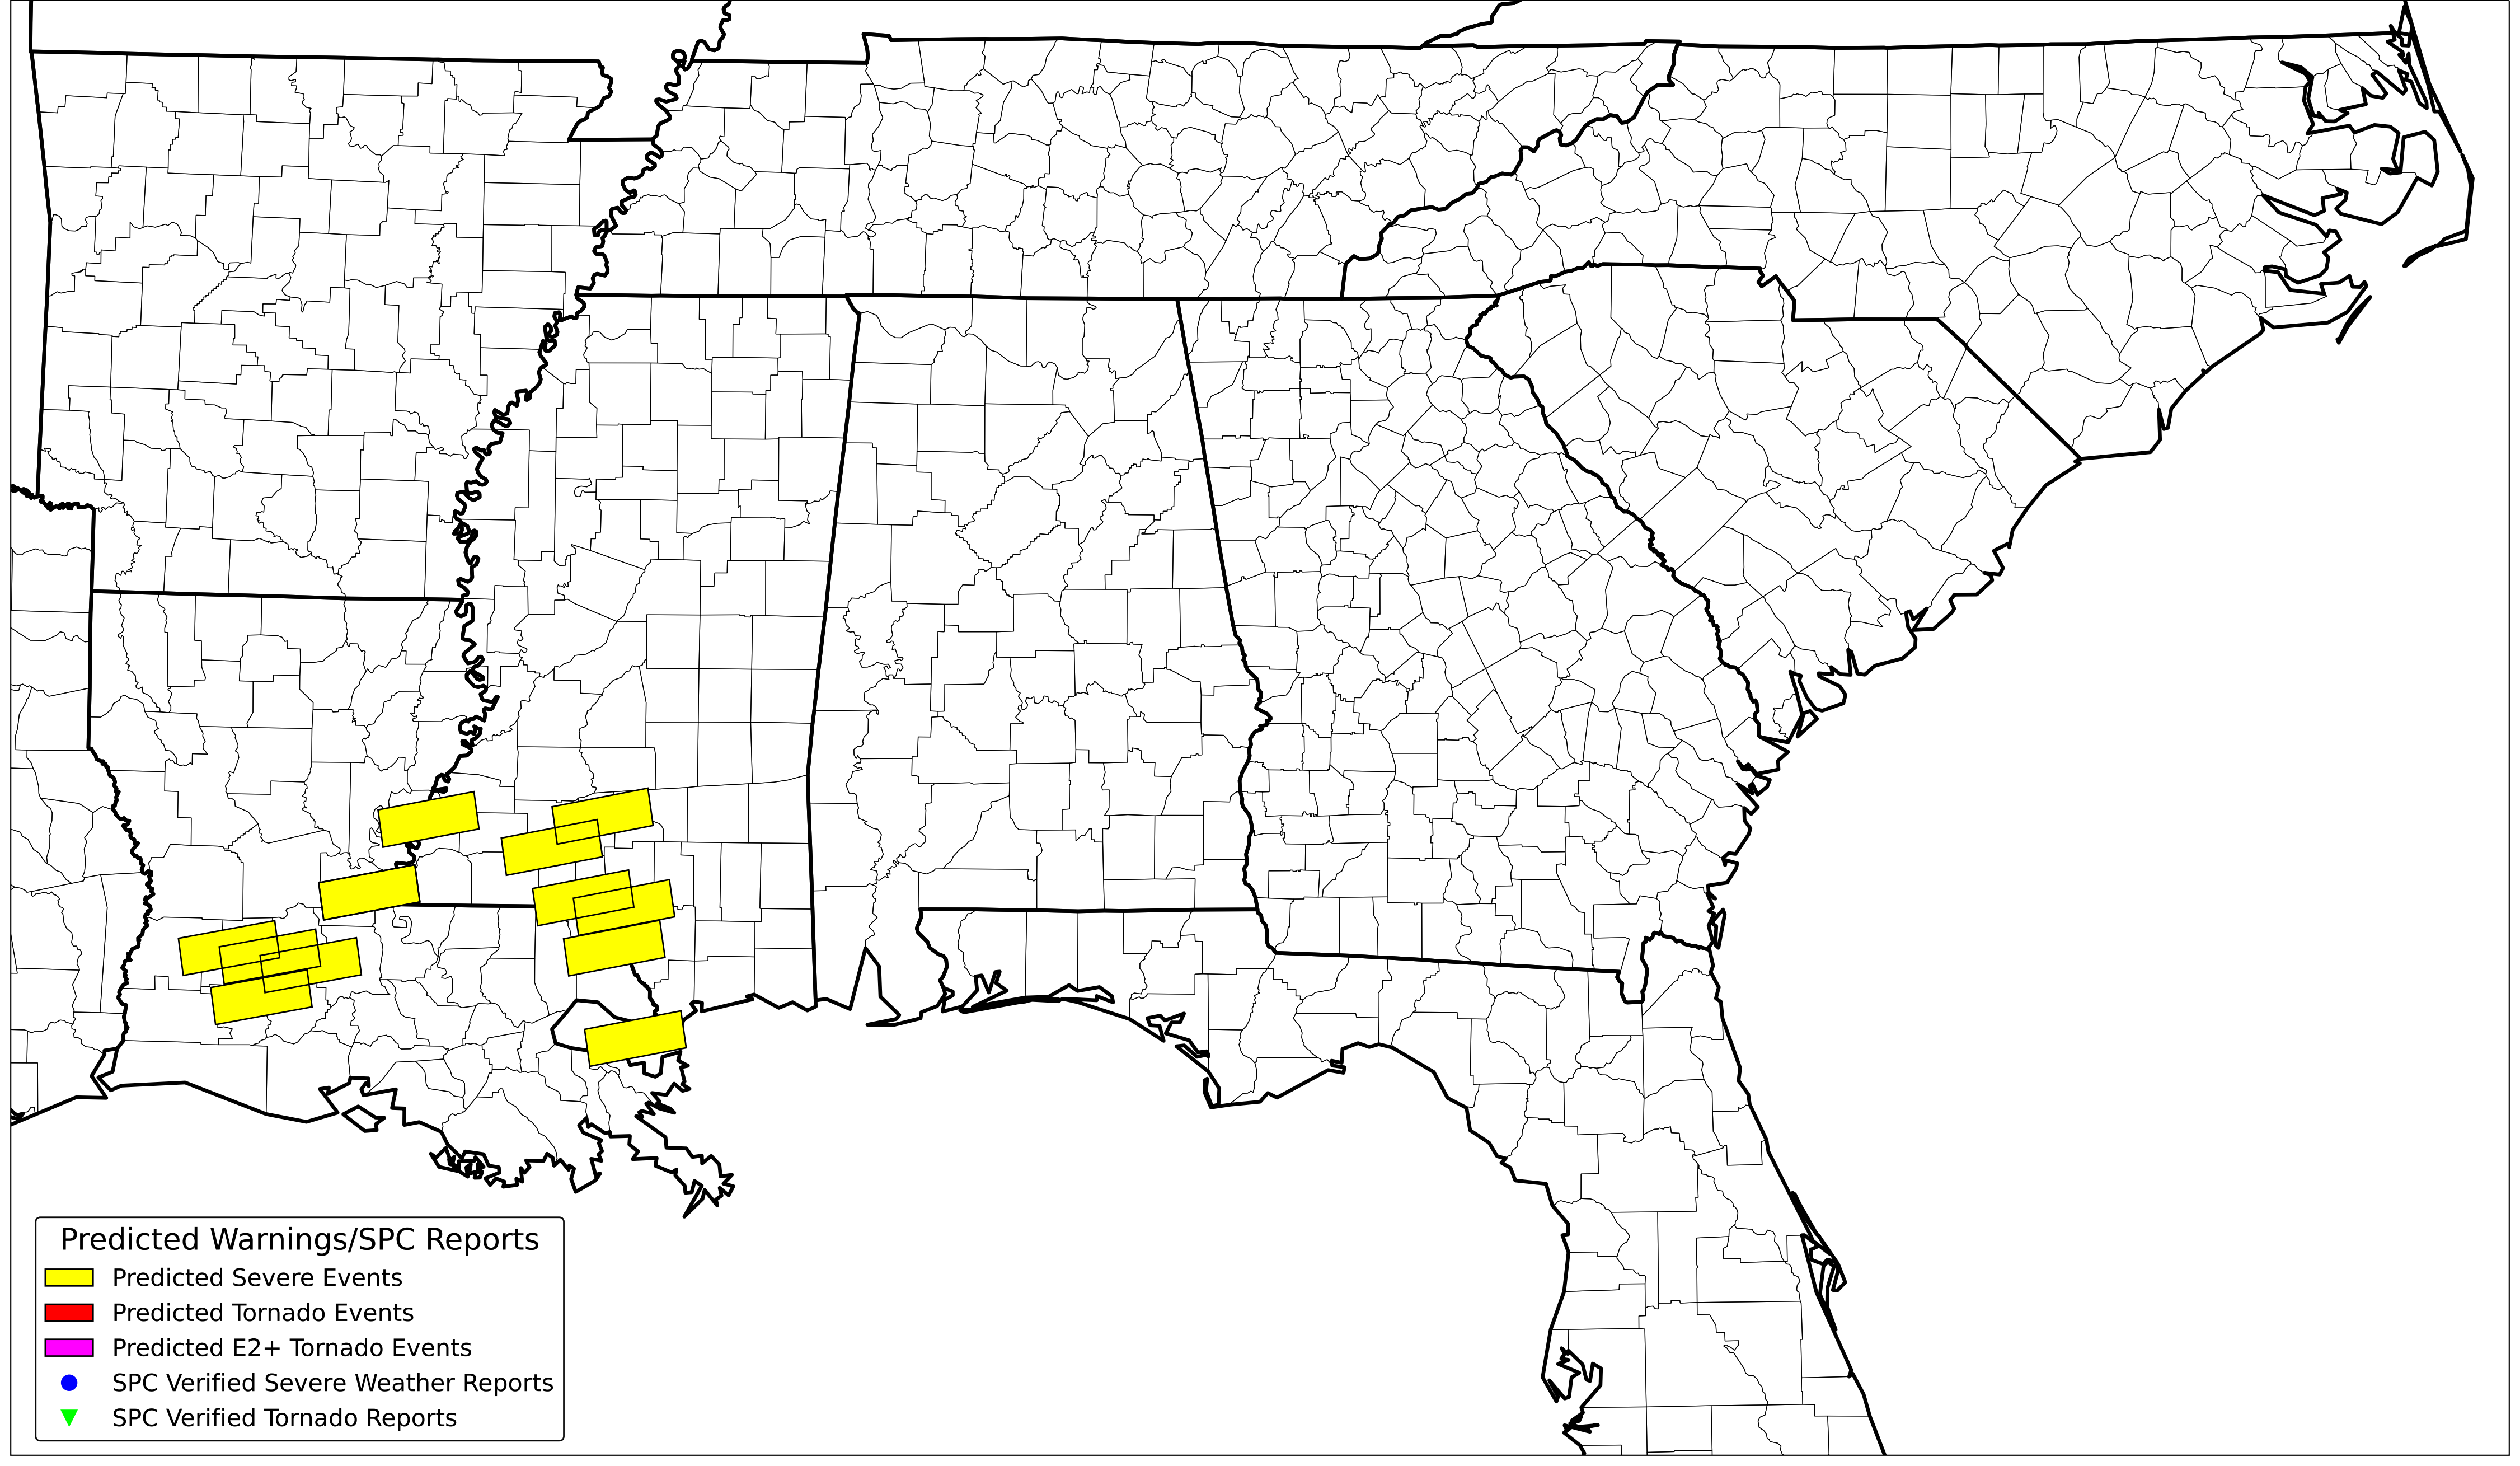 Predicted Warnings/SPC Reports
Predicted Severe Events
Predicted Tornado Events
Predicted E2+ Tornado Events
SPC Verified Severe Weather Reports
SPC Verified Tornado Reports